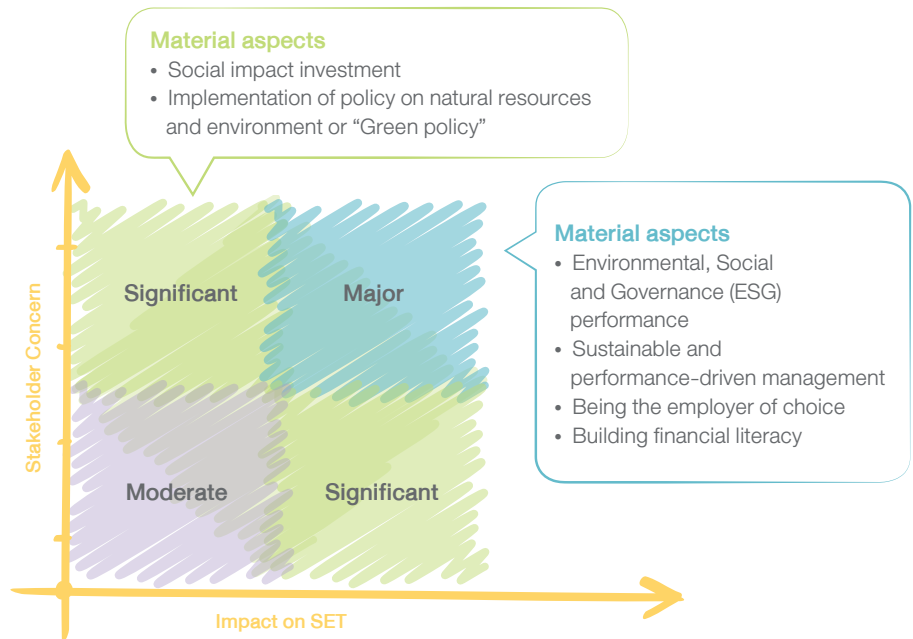 Material aspects
• Social impact investment
• Implementation of policy on natural resources
and environment or “Green policy”
Stakeholder Concern
Significant
Major
Moderate
Significant
Impact on SET
Material aspects
• Environmental, Social
and Governance (ESG)
performance
• Sustainable and
performance-driven management
• Being the employer of choice
• Building financial literacy